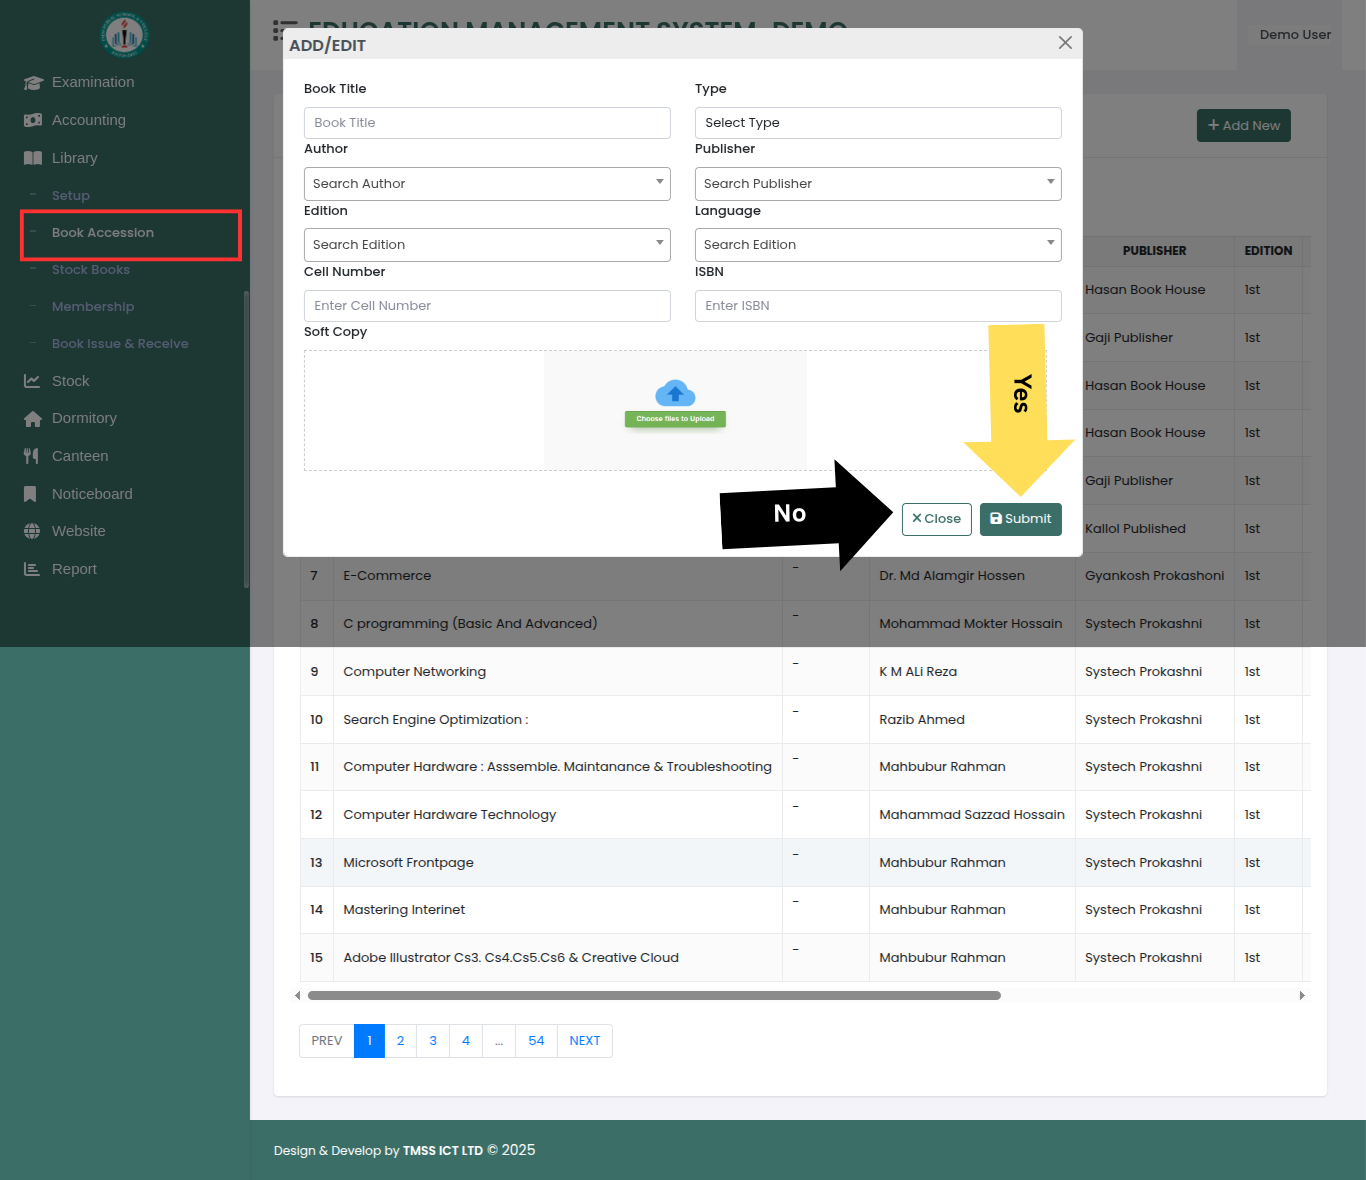 EDUCATION MANAGEMENT SYSTEM- DEMO
Demo User
Examination
Accounting
Library
Setup
Book Accession
Stock Books
Membership
Book Issue & Receive
Stock
Dormitory
Canteen
Noticeboard
Website
Report
ADD/EDIT
Book Title
Type
Book Title
Select Type
Author
Publisher
Search Author
Search Publisher
Edition
Language
Search Edition
Search Edition
Cell Number
ISBN
Enter Cell Number
Enter ISBN
Soft Copy
Choose files to Upload
Yes
No
Close
Submit
Add New
PUBLISHER EDITION
Hasan Book House 1st
Gaji Publisher 1st
Hasan Book House 1st
Hasan Book House 1st
Gaji Publisher 1st
Kallol Published 1st
7 E-Commerce - Dr. Md Alamgir Hossen Gyankosh Prokashoni 1st
8 C programming (Basic And Advanced) - Mohammad Mokter Hossain Systech Prokashni 1st
9 Computer Networking - K M ALi Reza Systech Prokashni 1st
10 Search Engine Optimization : - Razib Ahmed Systech Prokashni 1st
11 Computer Hardware : Asssemble. Maintanance & Troubleshooting - Mahbubur Rahman Systech Prokashni 1st
12 Computer Hardware Technology - Mahammad Sazzad Hossain Systech Prokashni 1st
13 Microsoft Frontpage - Mahbubur Rahman Systech Prokashni 1st
14 Mastering Interinet - Mahbubur Rahman Systech Prokashni 1st
15 Adobe Illustrator Cs3. Cs4.Cs5.Cs6 & Creative Cloud - Mahbubur Rahman Systech Prokashni 1st
PREV 1 2 3 4 ... 54 NEXT
Design & Develop by TMSS ICT LTD © 2025